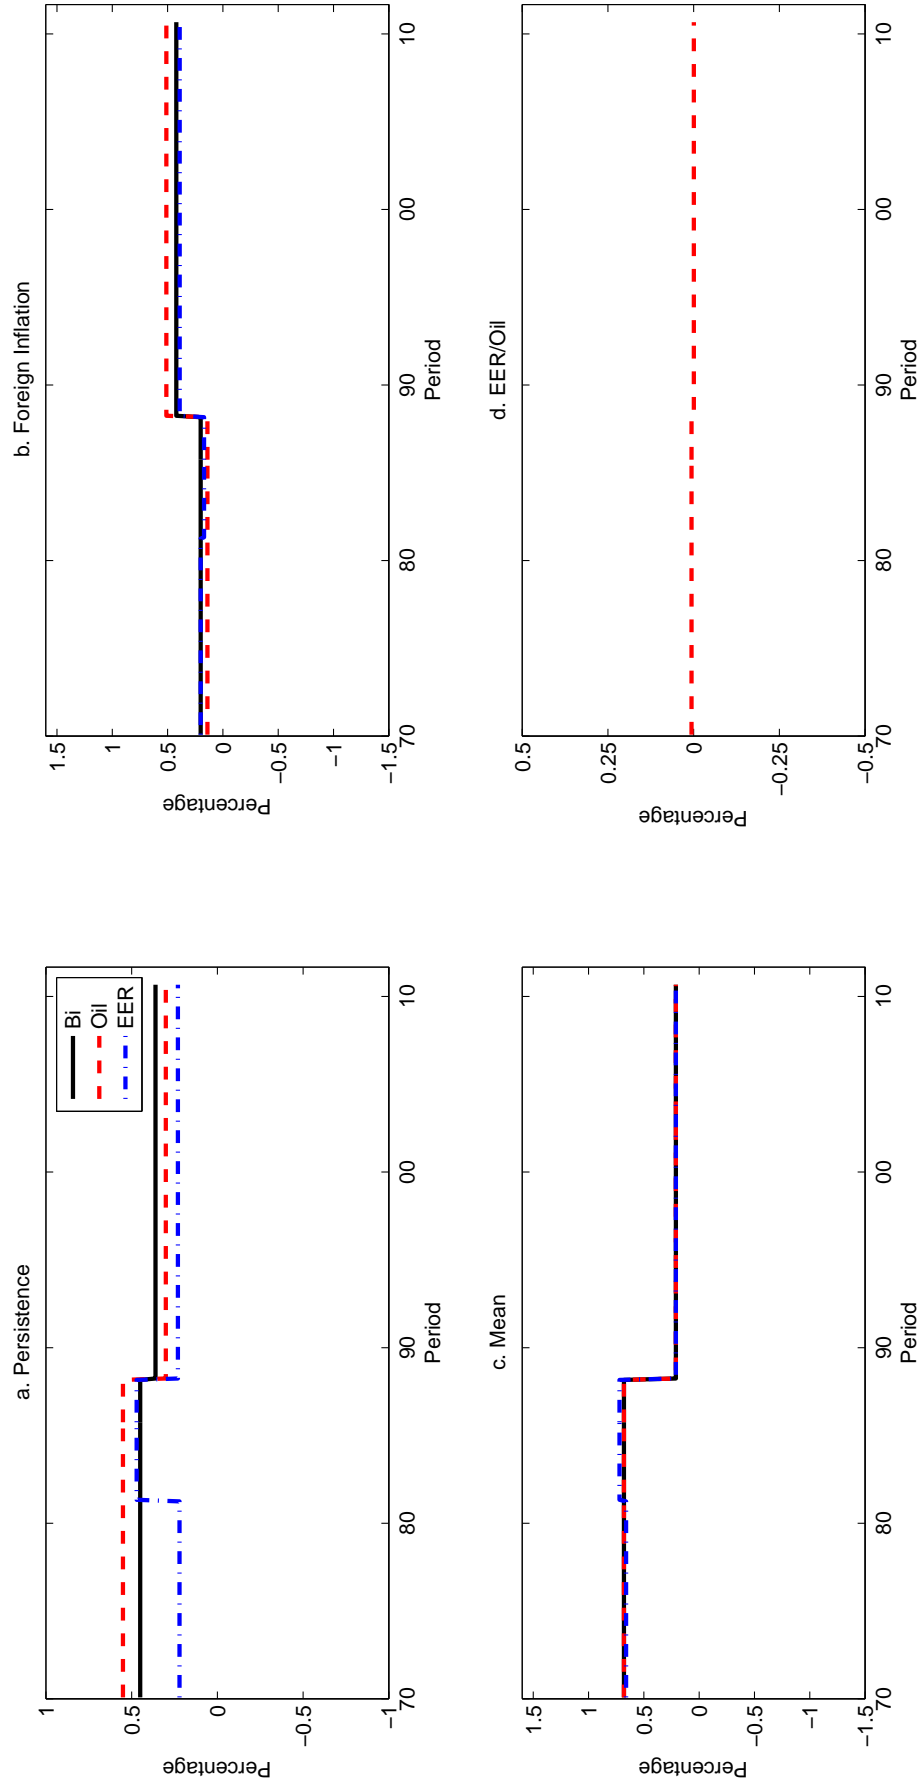 a. Persistence
1
0.5
0
−0.5
−1
70
80
90
00
10
Percentage
Period
Bi
Oil
EER
b. Foreign Inflation
1.5
1
0.5
0
−0.5
−1
−1.5
70
80
90
00
10
Percentage
Period
c. Mean
1.5
1
0.5
0
−0.5
−1
−1.5
70
80
90
00
10
Percentage
Period
d. EER/Oil
0.5
0.25
0
−0.25
−0.5
70
80
90
00
10
Percentage
Period